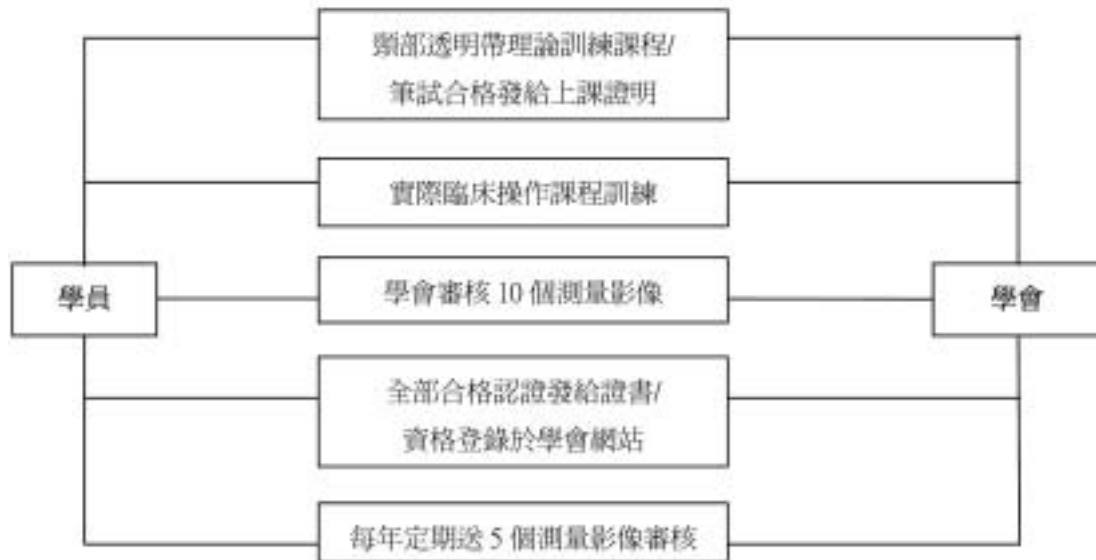 頸部透明帶理論訓練課程/
筆試合格發給上課證明
實際臨床操作課程訓練
學員
學會審核 10 個測量影像
學會
全部合格認證發給證書/
資格登錄於學會網站
每年定期送 5 個測量影像審核